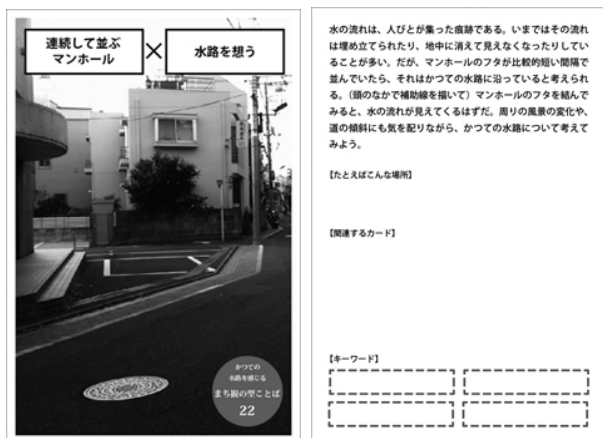 連続して並ぶ
マンホール
×
水路を想う
かつての
水路を感じる
まち観の型ことば
22
水の流れは、人びとが集った痕跡である。いまではその流れ
は埋め立てられたり、地中に消えて見えなくなったりしてい
ることが多い。だが、マンホールのフタが比較的短い間隔で
並んでいたら、それはかつての水路に沿っていると考えられ
る。（頭のなかで補助線を描いて）マンホールのフタを結んで
みると、水の流れが見えてくるはずだ。周りの風景の変化や、
道の傾斜にも気を配りながら、かつての水路について考えて
みよう。
【たとえばこんな場所】
【関連するカード】
【キーワード】